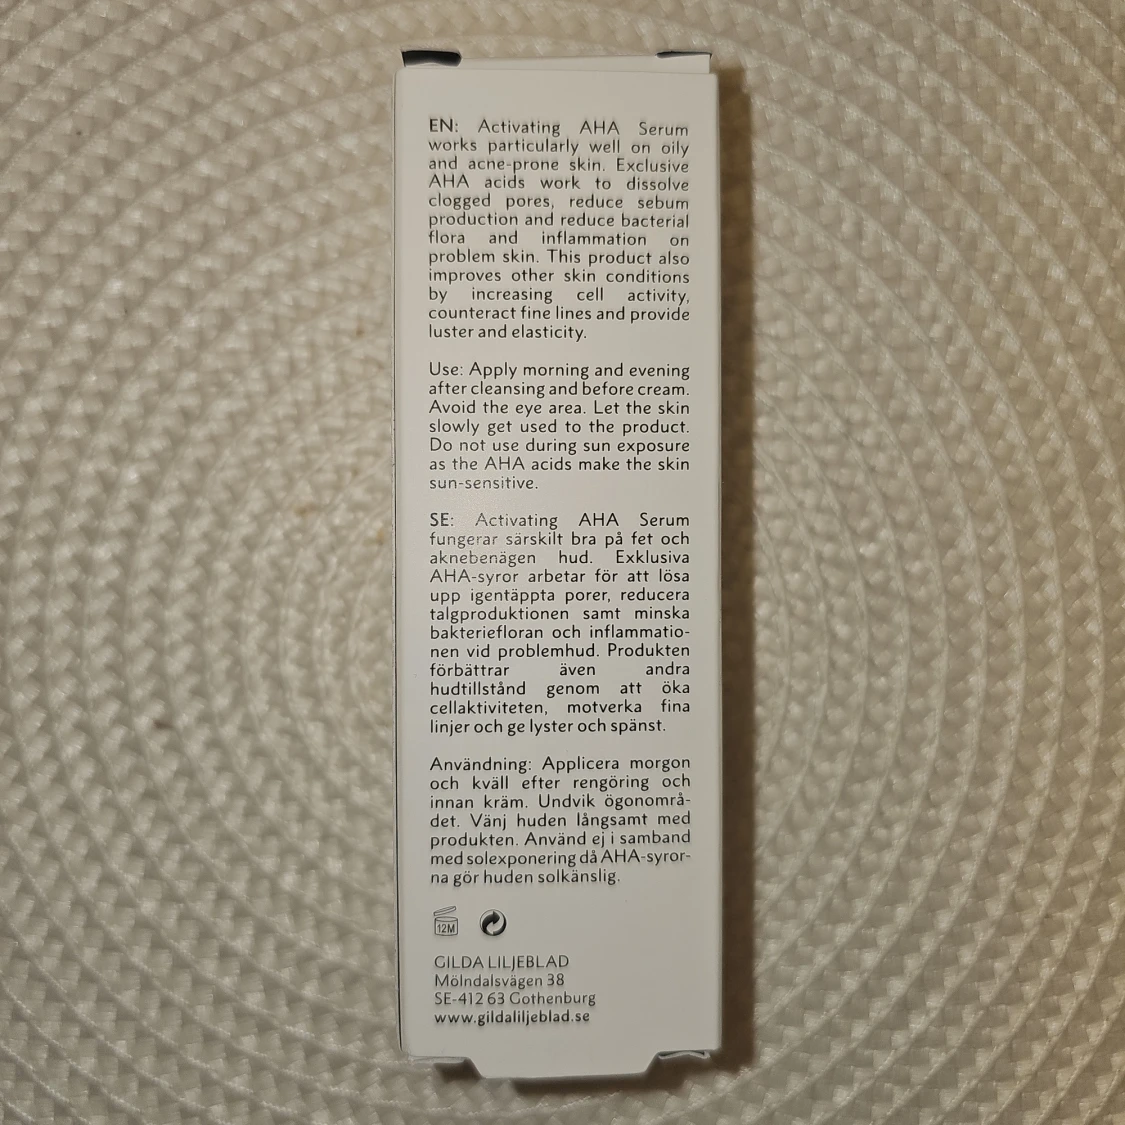 EN: Activating AHA Serum
works particularly well on oily
and acne-prone skin. Exclusive
AHA acids work to dissolve
clogged pores, reduce sebum
production and reduce bacterial
flora and inflammation on
problem skin. This product also
improves other skin conditions
by increasing cell activity,
counteract fine lines and provide
luster and elasticity.
Use: Apply morning and evening
after cleansing and before cream.
Avoid the eye area. Let the skin
slowly get used to the product.
Do not use during sun exposure
as the AHA acids make the skin
sun-sensitive.
SE: Activating AHA Serum
fungerar särskilt bra på fet och
aknebenägen hud. Exklusiva
AHA-syror arbetar för att lösa
upp igentäppta porer, reducera
talgproduktionen samt minska
bakteriefloran och inflammatio-
nen vid problemhud. Produkten
förbättrar även andra
hudtillstånd genom att öka
cellaktiviteten, motverka fina
linjer och ge lyster och spänst.
Användning: Applicera morgon
och kväll efter rengöring och
innan kräm. Undvik ögonområ-
det. Vänj huden långsamt med
produkten. Använd ej i samband
med solexponering då AHA-syror-
na gör huden solkänslig.
12M
GILDA LILJEBLAD
Mölndalsvägen 38
SE-412 63 Gothenburg
www.gildaliljeblad.se